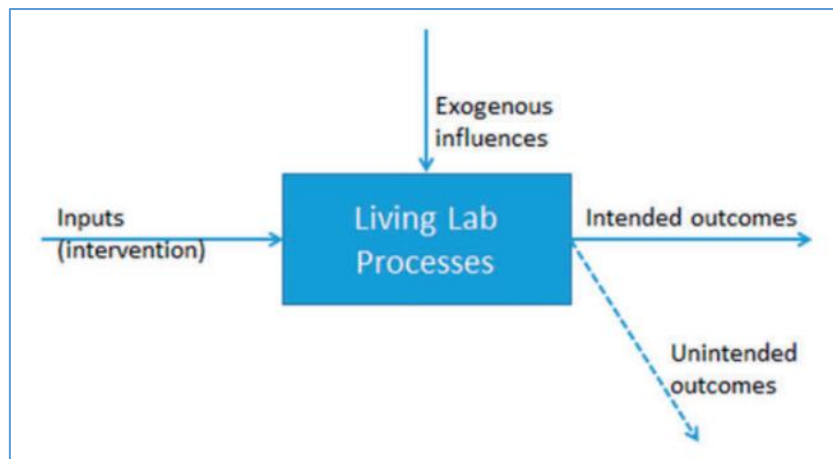 Exogenous
influences
Inputs
(intervention)
Living Lab
Processes
Intended outcomes
Unintended
outcomes